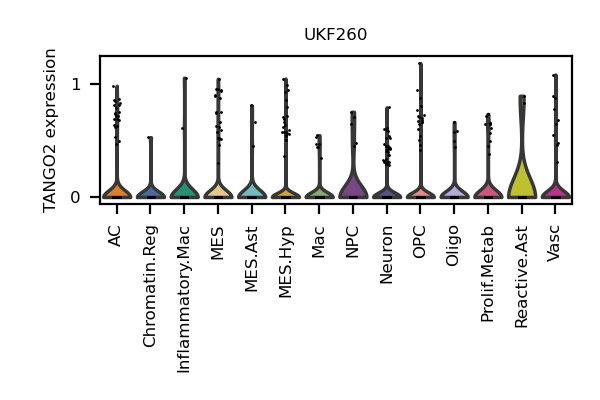 UKF260
TANGO2 expression
1
0
AC
Chromatin.Reg
Inflammatory.Mac
MES
MES.Ast
MES.Hyp
Mac
NPC
Neuron
OPC
Oligo
Prolif.Metab
Reactive.Ast
Vasc